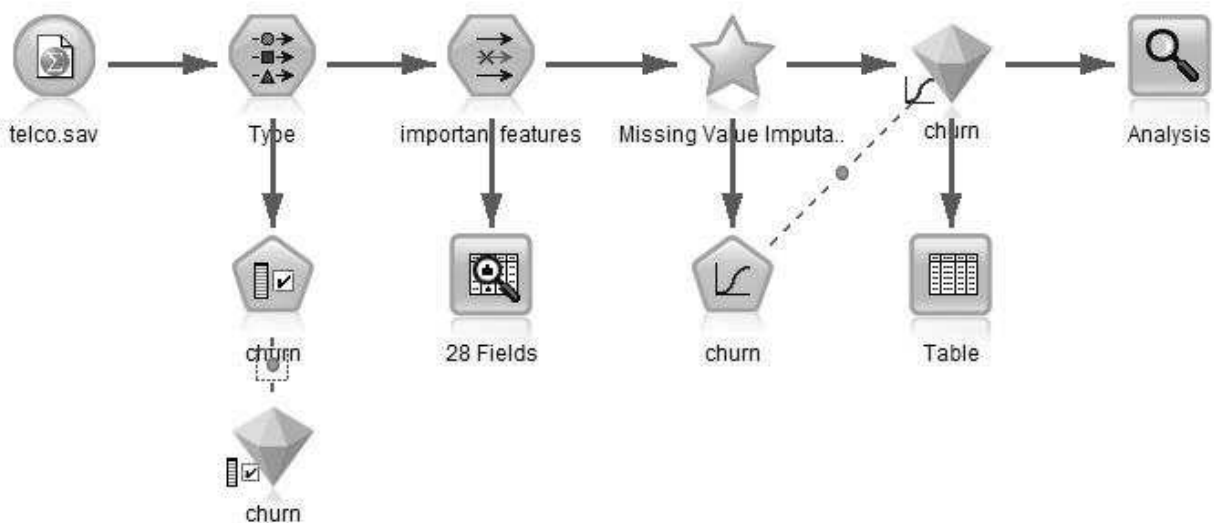 telco.sav
Type
important features
Missing Value Imputa..
churn
Analysis
churn
28 Fields
churn
Table
churn